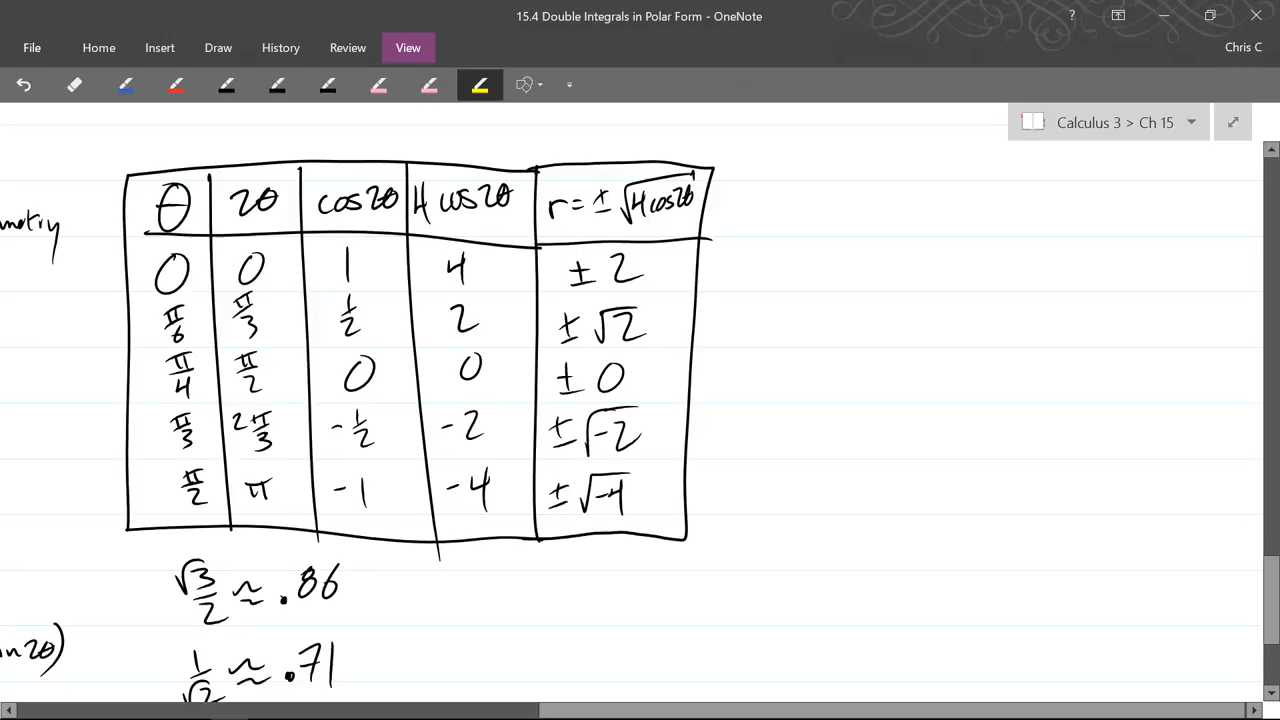 15.4 Double Integrals in Polar Form - OneNote
File Home Insert Draw History Review View Chris C
Calculus 3 > Ch 15
metry
θ 2θ cos2θ 4cos2θ r=±√4cos2θ
0 0 1 4 ±2
π/6 π/3 1/2 2 ±√2
π/4 π/2 0 0 ±0
π/3 2π/3 -1/2 -2 ±√-2
π/2 π -1 -4 ±√-4
√3/2 ≈ .86
n2θ)
1/√2 ≈ .71